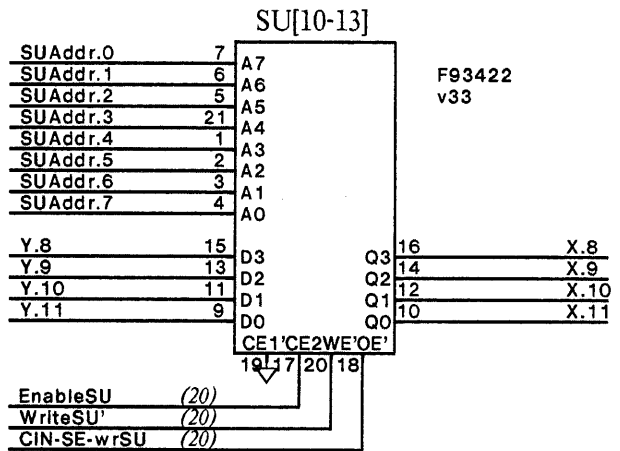 SU[10-13]
SUAddr.0 7 A7
SUAddr.1 6 A6
SUAddr.2 5 A5
SUAddr.3 21 A4
SUAddr.4 1 A3
SUAddr.5 2 A2
SUAddr.6 3 A1
SUAddr.7 4 A0
F93422
v33
Y.8 15 D3 Q3 16 X.8
Y.9 13 D2 Q2 14 X.9
Y.10 11 D1 Q1 12 X.10
Y.11 9 D0 Q0 10 X.11
CE1'CE2WE'OE'
19 17 20 18
EnableSU (20)
WriteSU' (20)
CIN-SE-wrSU (20)